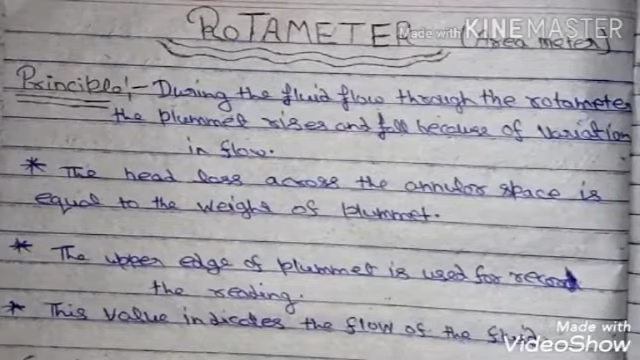 ROTAMETER (Area meter)
Made with KINEMASTER
Principle:- During the fluid flow through the rotameter
the plummet rises and fall because of variation
in flow.
* The head loss across the annular space is
equal to the weight of plummet.
* The upper edge of plummet is used for record
the reading.
* This value indicates the flow of the fluid
Made with
VideoShow